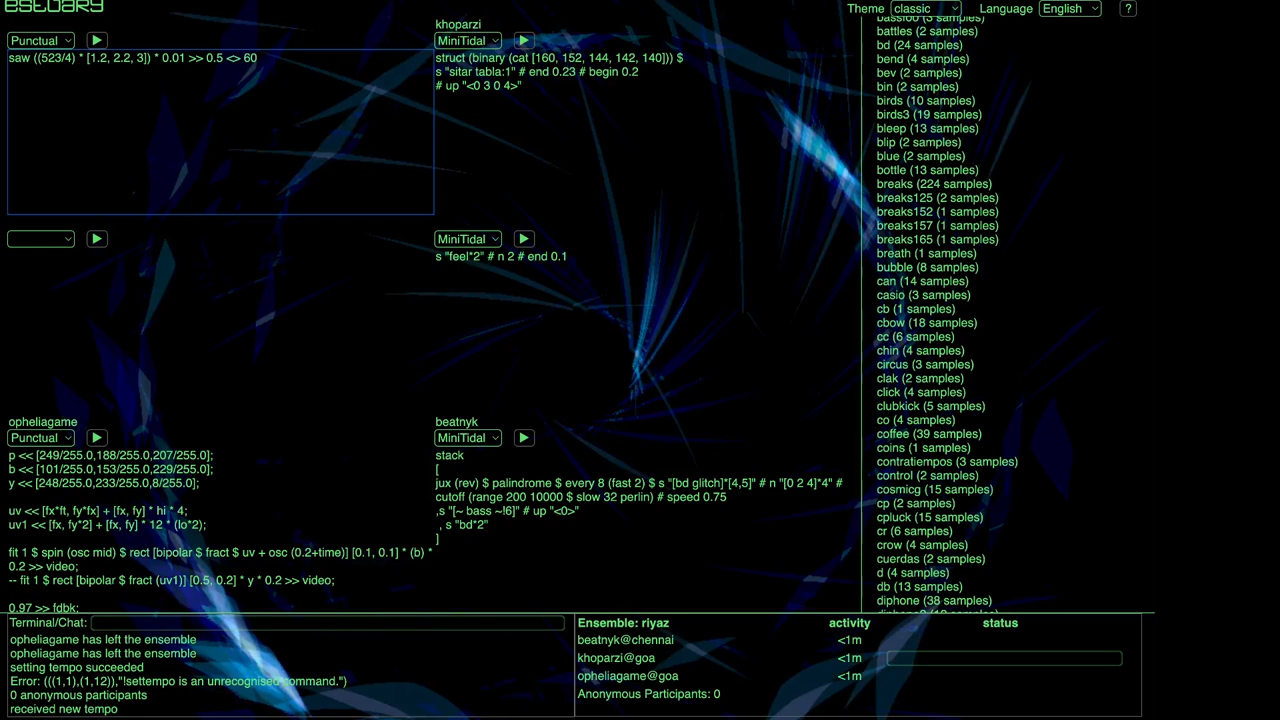 estuary
Theme classic Language English ?
Punctual
saw ((523/4) * [1.2, 2.2, 3]) * 0.01 >> 0.5 <> 60
khoparzi
MiniTidal
struct (binary (cat [160, 152, 144, 142, 140])) $
s "sitar tabla:1" # end 0.23 # begin 0.2
# up "<0 3 0 4>"
MiniTidal
s "feel*2" # n 2 # end 0.1
opheliagame
Punctual
p << [249/255.0,188/255.0,207/255.0];
b << [101/255.0,153/255.0,229/255.0];
y << [248/255.0,233/255.0,8/255.0];
uv << [fx*ft, fy*fx] + [fx, fy] * hi * 4;
uv1 << [fx, fy*2] + [fx, fy] * 12 * (lo*2);
fit 1 $ spin (osc mid) $ rect [bipolar $ fract $ uv + osc (0.2+time)] [0.1, 0.1] * (b) *
0.2 >> video;
-- fit 1 $ rect [bipolar $ fract (uv1)] [0.5, 0.2] * y * 0.2 >> video;
0.97 >> fdbk;
beatnyk
MiniTidal
stack
[
jux (rev) $ palindrome $ every 8 (fast 2) $ s "[bd glitch]*[4,5]" # n "[0 2 4]*4" #
cutoff (range 200 10000 $ slow 32 perlin) # speed 0.75
,s "[~ bass ~!6]" # up "<0>"
, s "bd*2"
]
bassfoo (3 samples)
battles (2 samples)
bd (24 samples)
bend (4 samples)
bev (2 samples)
bin (2 samples)
birds (10 samples)
birds3 (19 samples)
bleep (13 samples)
blip (2 samples)
blue (2 samples)
bottle (13 samples)
breaks (224 samples)
breaks125 (2 samples)
breaks152 (1 samples)
breaks157 (1 samples)
breaks165 (1 samples)
breath (1 samples)
bubble (8 samples)
can (14 samples)
casio (3 samples)
cb (1 samples)
cbow (18 samples)
cc (6 samples)
chin (4 samples)
circus (3 samples)
clak (2 samples)
click (4 samples)
clubkick (5 samples)
co (4 samples)
coffee (39 samples)
coins (1 samples)
contratiempos (3 samples)
control (2 samples)
cosmicg (15 samples)
cp (2 samples)
cpluck (15 samples)
cr (6 samples)
crow (4 samples)
cuerdas (2 samples)
d (4 samples)
db (13 samples)
diphone (38 samples)
Terminal/Chat:
opheliagame has left the ensemble
opheliagame has left the ensemble
setting tempo succeeded
Error: (((1,1),(1,12)),"!settempo is an unrecognised command.")
0 anonymous participants
received new tempo
Ensemble: riyaz activity status
beatnyk@chennai <1m
khoparzi@goa <1m
opheliagame@goa <1m
Anonymous Participants: 0